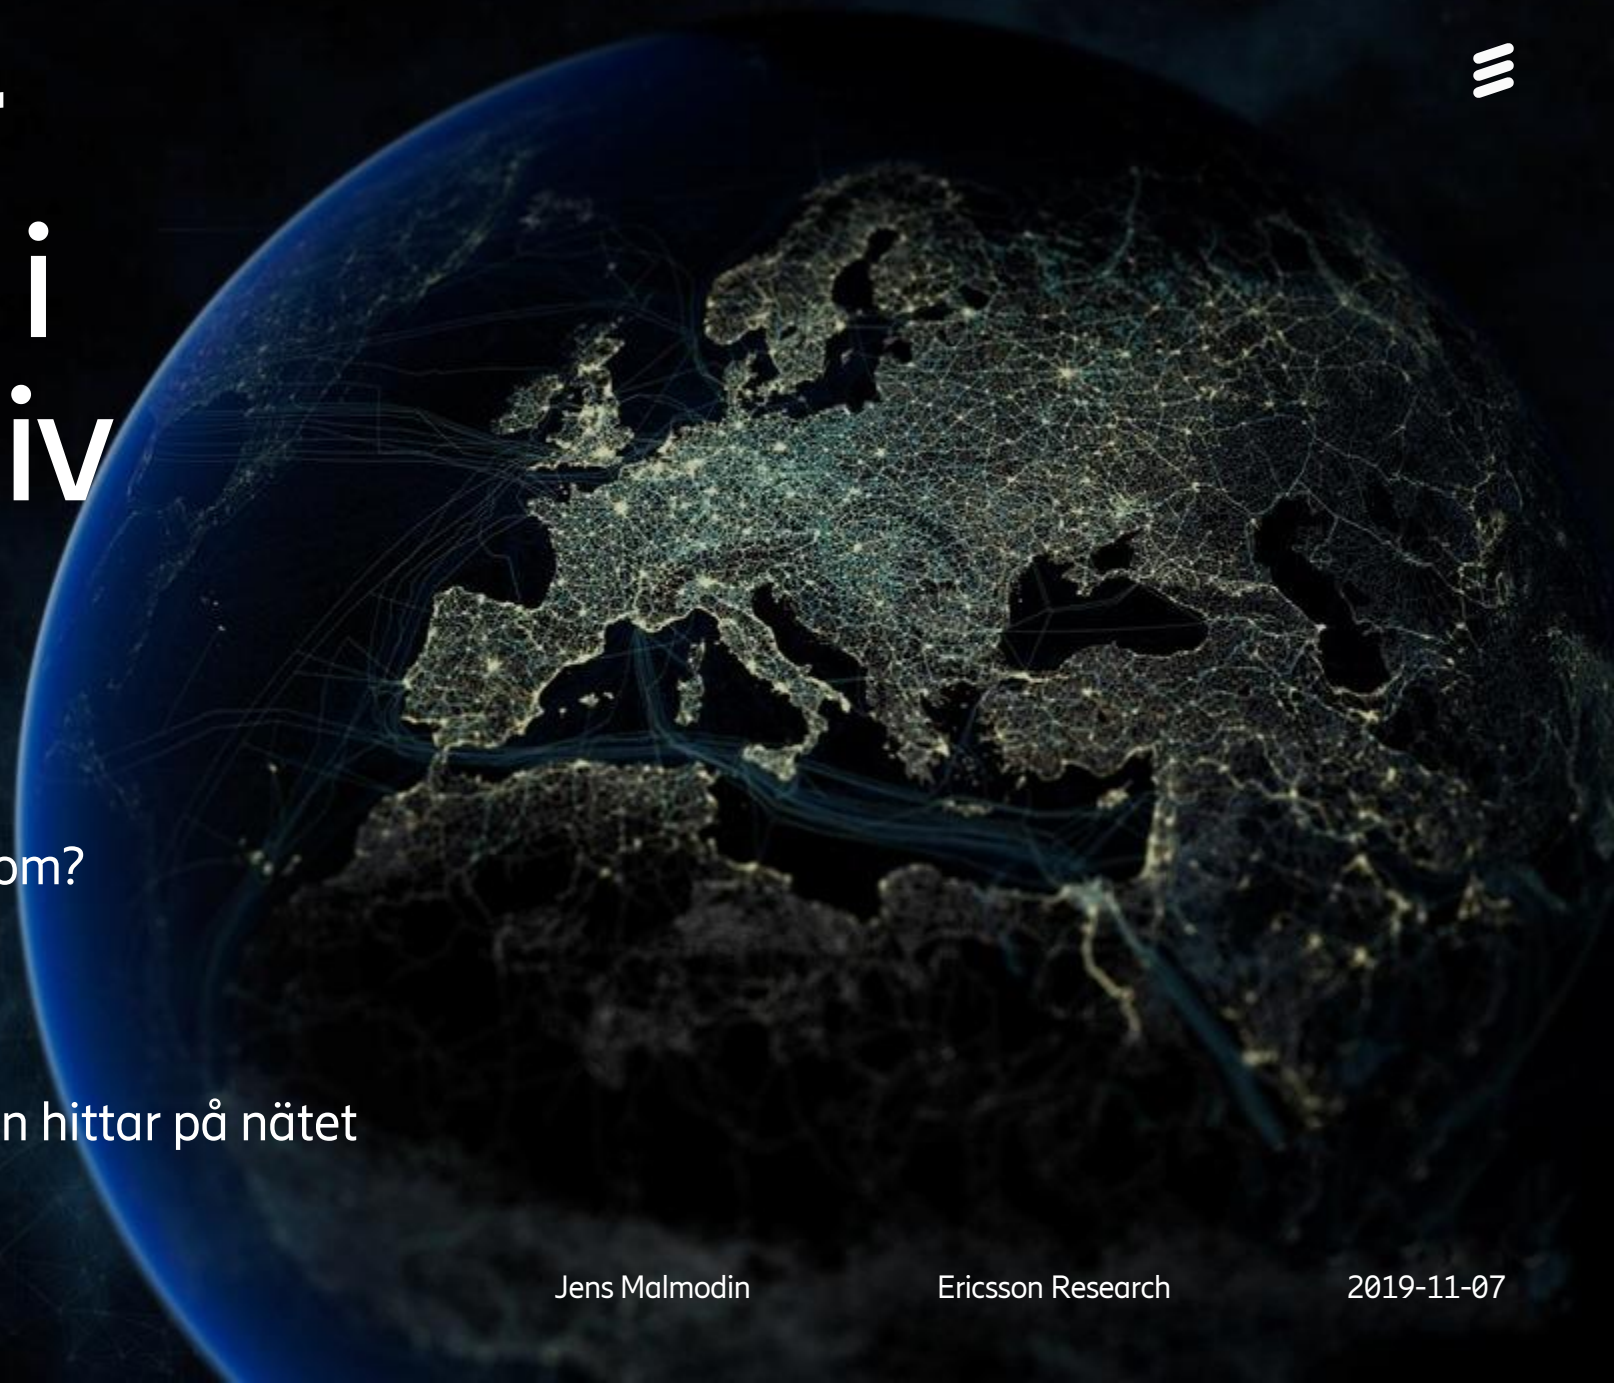 i
iv
om?
n hittar på nätet
Jens Malmodin
Ericsson Research
2019-11-07